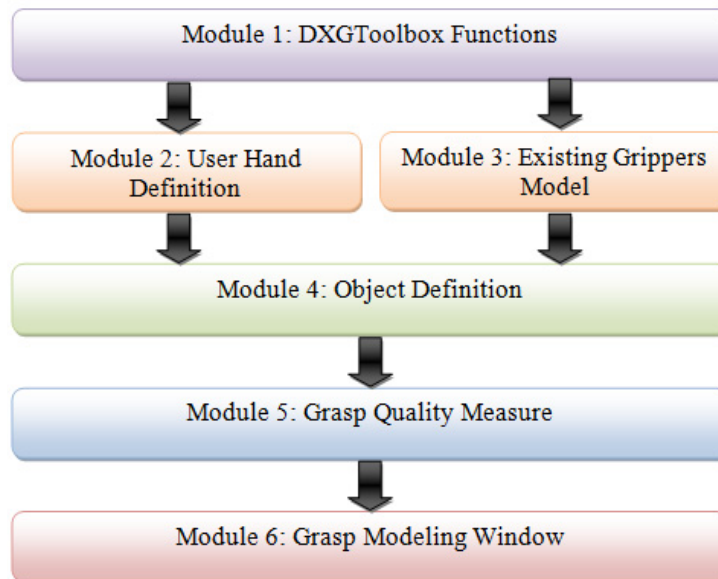 Module 1: DXGToolbox Functions
Module 2: User Hand
Definition
Module 3: Existing Grippers
Model
Module 4: Object Definition
Module 5: Grasp Quality Measure
Module 6: Grasp Modeling Window